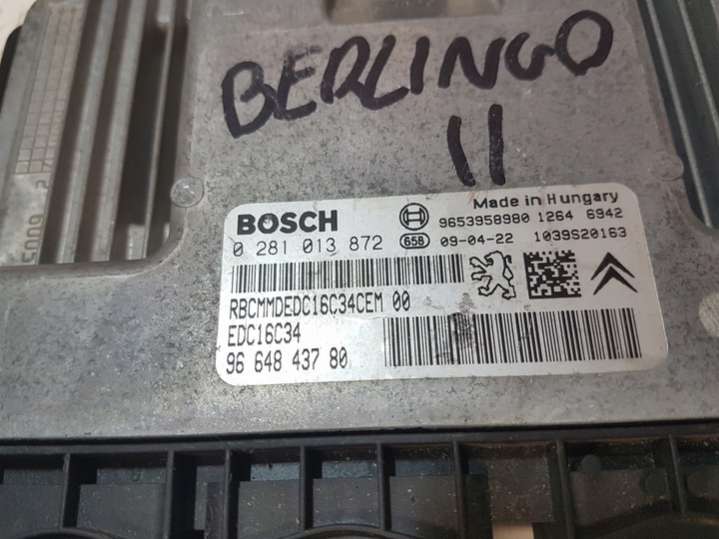 BERLINGO
II
BOSCH
Made in Hungary
9653958980 1264 6942
0 281 013 872 658 09-04-22 1039S20163
RBCMMDEDC16C34CEM 00
EDC16C34
96 648 437 80